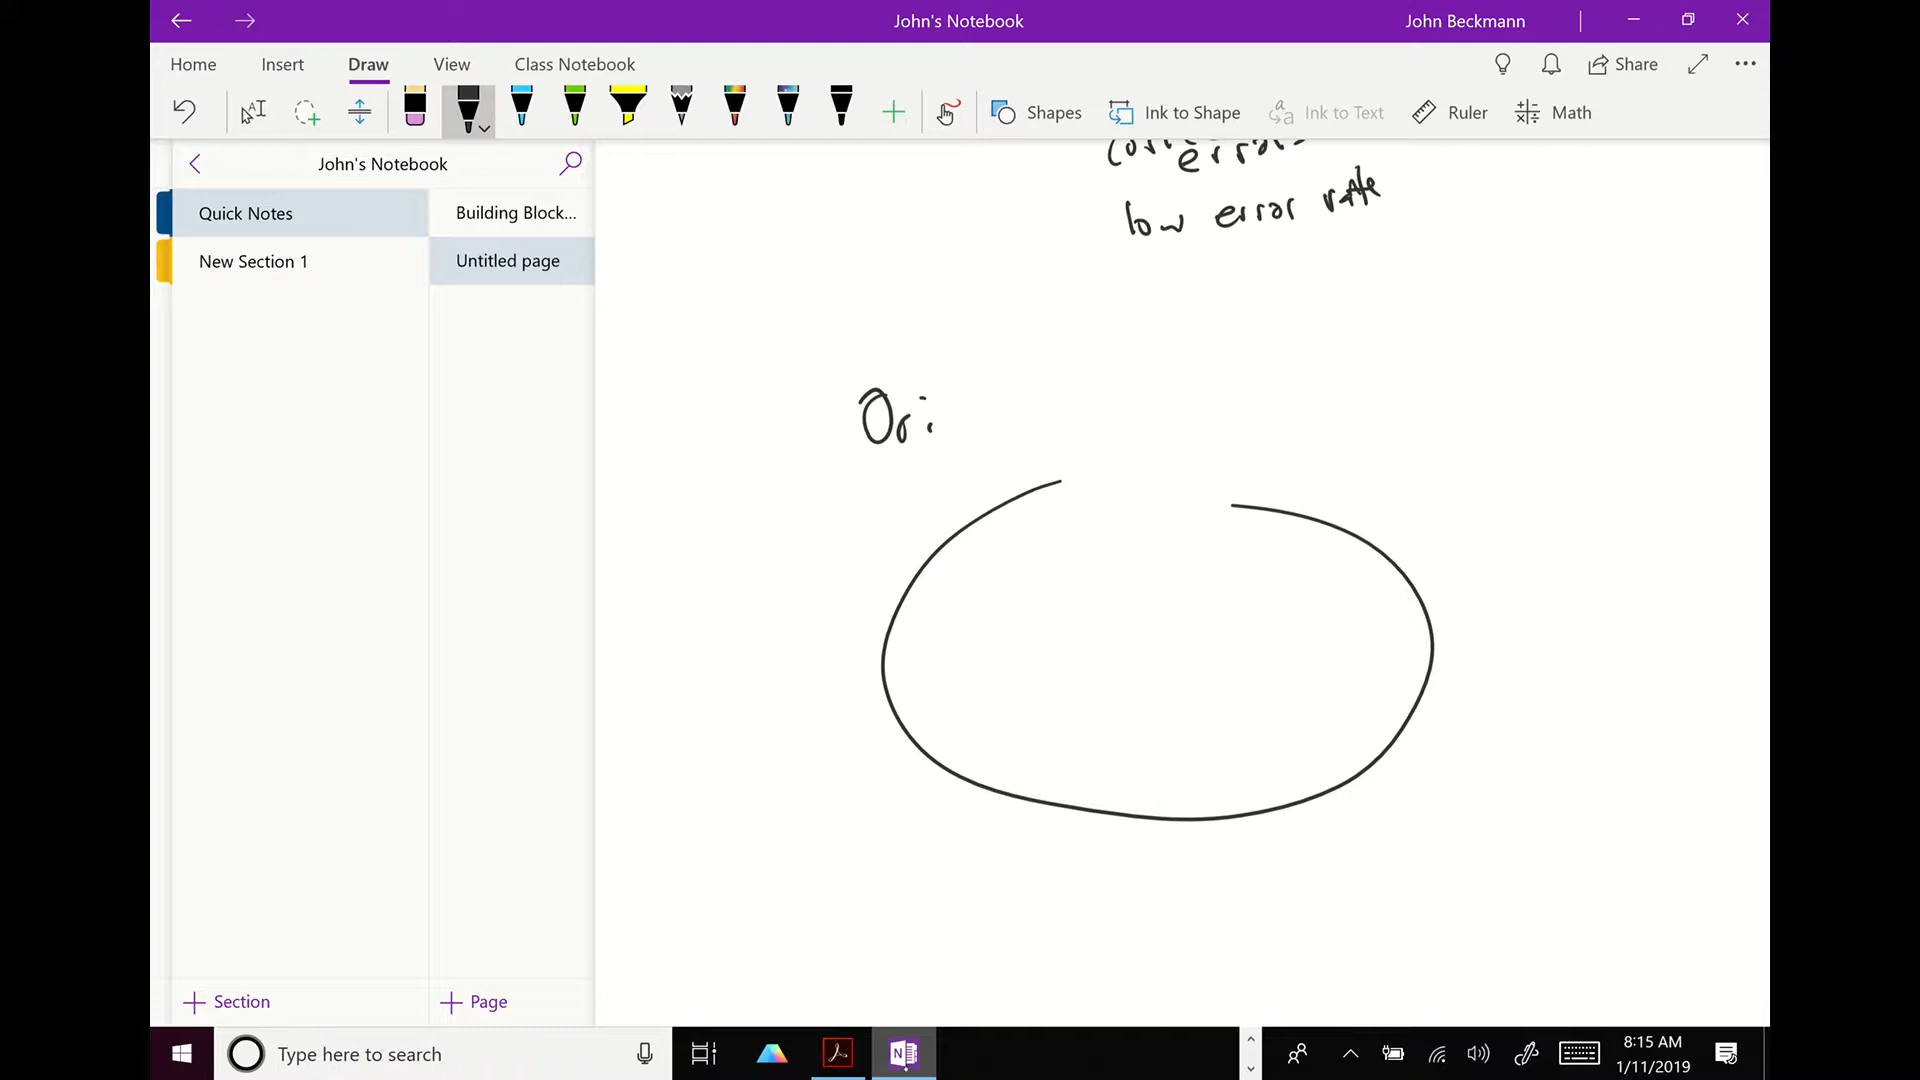 John's Notebook
John Beckmann
Home
Insert
Draw
View
Class Notebook
Share
Shapes
Ink to Shape
Ink to Text
Ruler
Math
John's Notebook
Quick Notes
New Section 1
Building Block...
Untitled page
low error rate
Or:
Section
Page
Type here to search
8:15 AM
1/11/2019